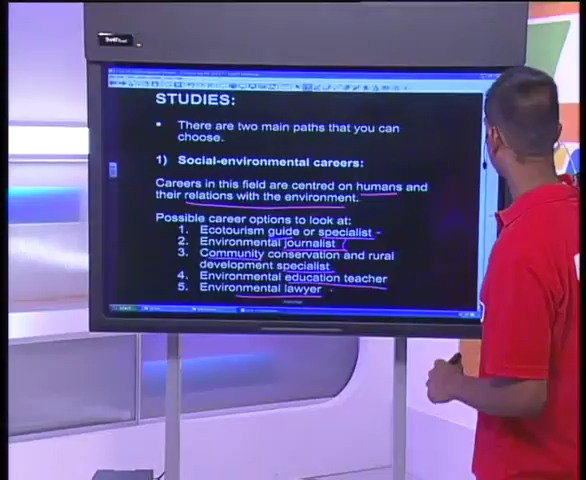 STUDIES:
• There are two main paths that you can
choose.
1) Social-environmental careers:
Careers in this field are centred on humans and
their relations with the environment.
Possible career options to look at:
1. Ecotourism guide or specialist
2. Environmental journalist
3. Community conservation and rural
development specialist
4. Environmental education teacher
5. Environmental lawyer